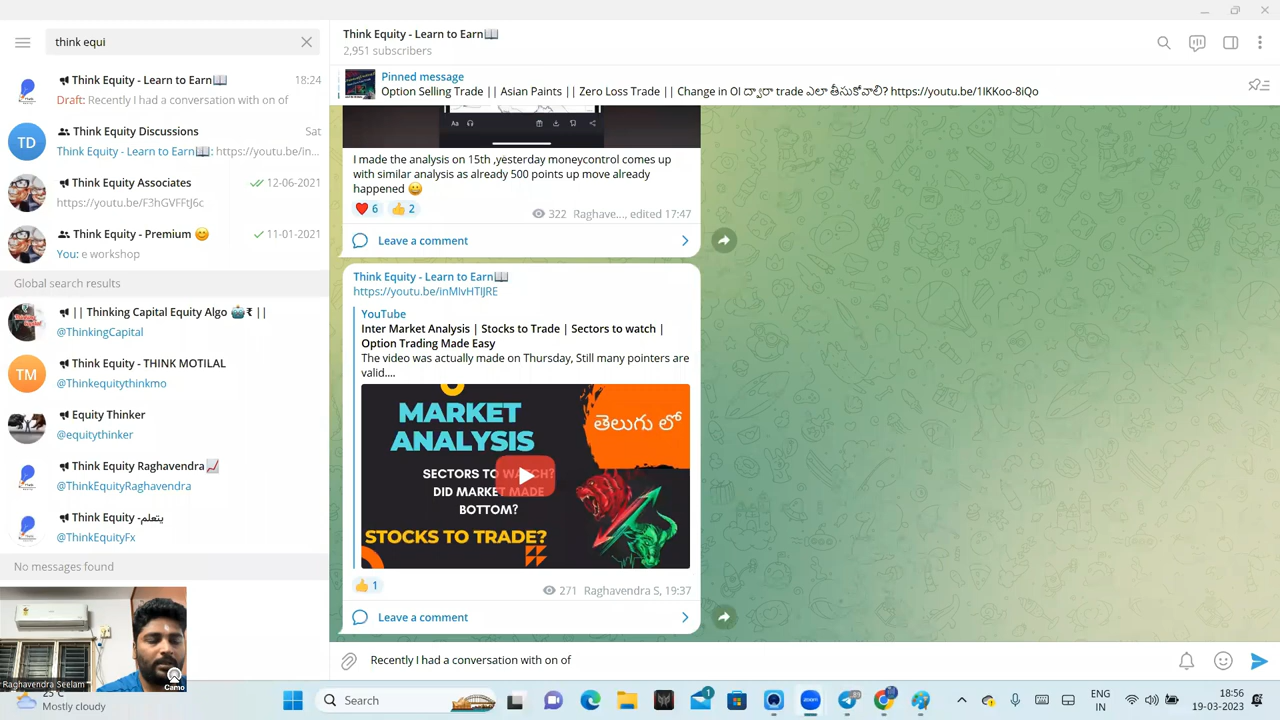 think equi
Think Equity - Learn to Earn📖
18:24
Draft: Recently I had a conversation with on of
TD
Think Equity Discussions
Sat
Think Equity - Learn to Earn📖: https://youtu.be/in...
Think Equity Associates
12-06-2021
https://youtu.be/F3hGVFFtJ6c
Think Equity - Premium 😊
11-01-2021
You: e workshop
Global search results
|| Thinking Capital Equity Algo 🤖₹ ||
@ThinkingCapital
TM
Think Equity - THINK MOTILAL
@Thinkequitythinkmo
Equity Thinker
@equitythinker
Think Equity Raghavendra📈
@ThinkEquityRaghavendra
Think Equity -يتعلم
@ThinkEquityFx
No messages found
Raghavendra Seelam
Camo
Think Equity - Learn to Earn📖
2,951 subscribers
Pinned message
Option Selling Trade || Asian Paints || Zero Loss Trade || Change in OI ద్వారా trade ఎలా తీసుకోవాలి? https://youtu.be/1IKKoo-8iQo
Aa
I made the analysis on 15th ,yesterday moneycontrol comes up
with similar analysis as already 500 points up move already
happened 😀
❤️ 6 👍 2
322 Raghave..., edited 17:47
Leave a comment
Think Equity - Learn to Earn📖
https://youtu.be/inMlvHTlJRE
YouTube
Inter Market Analysis | Stocks to Trade | Sectors to watch |
Option Trading Made Easy
The video was actually made on Thursday, Still many pointers are
valid....
MARKET
ANALYSIS
తెలుగు లో
SECTORS TO WATCH?
DID MARKET MADE
BOTTOM?
STOCKS TO TRADE?
👍 1
271 Raghavendra S, 19:37
Leave a comment
Recently I had a conversation with on of
25°C
Mostly cloudy
Search
1
zoom
ENG
IN
18:56
19-03-2023